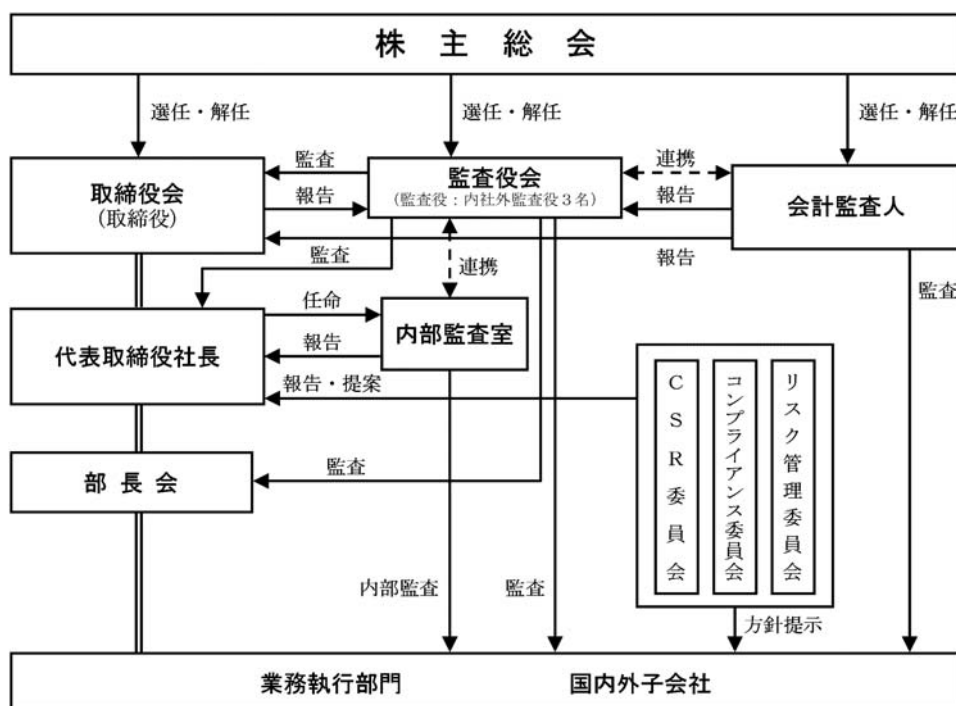 株主総会
選任・解任
選任・解任
選任・解任
取締役会
(取締役)
監査
報告
監査役会
(監査役：内社外監査役３名)
連携
報告
会計監査人
報告
監査
連携
監査
代表取締役社長
任命
報告
報告・提案
内部監査室
CSR委員会
コンプライアンス委員会
リスク管理委員会
部長会
監査
内部監査
監査
方針提示
業務執行部門 国内外子会社